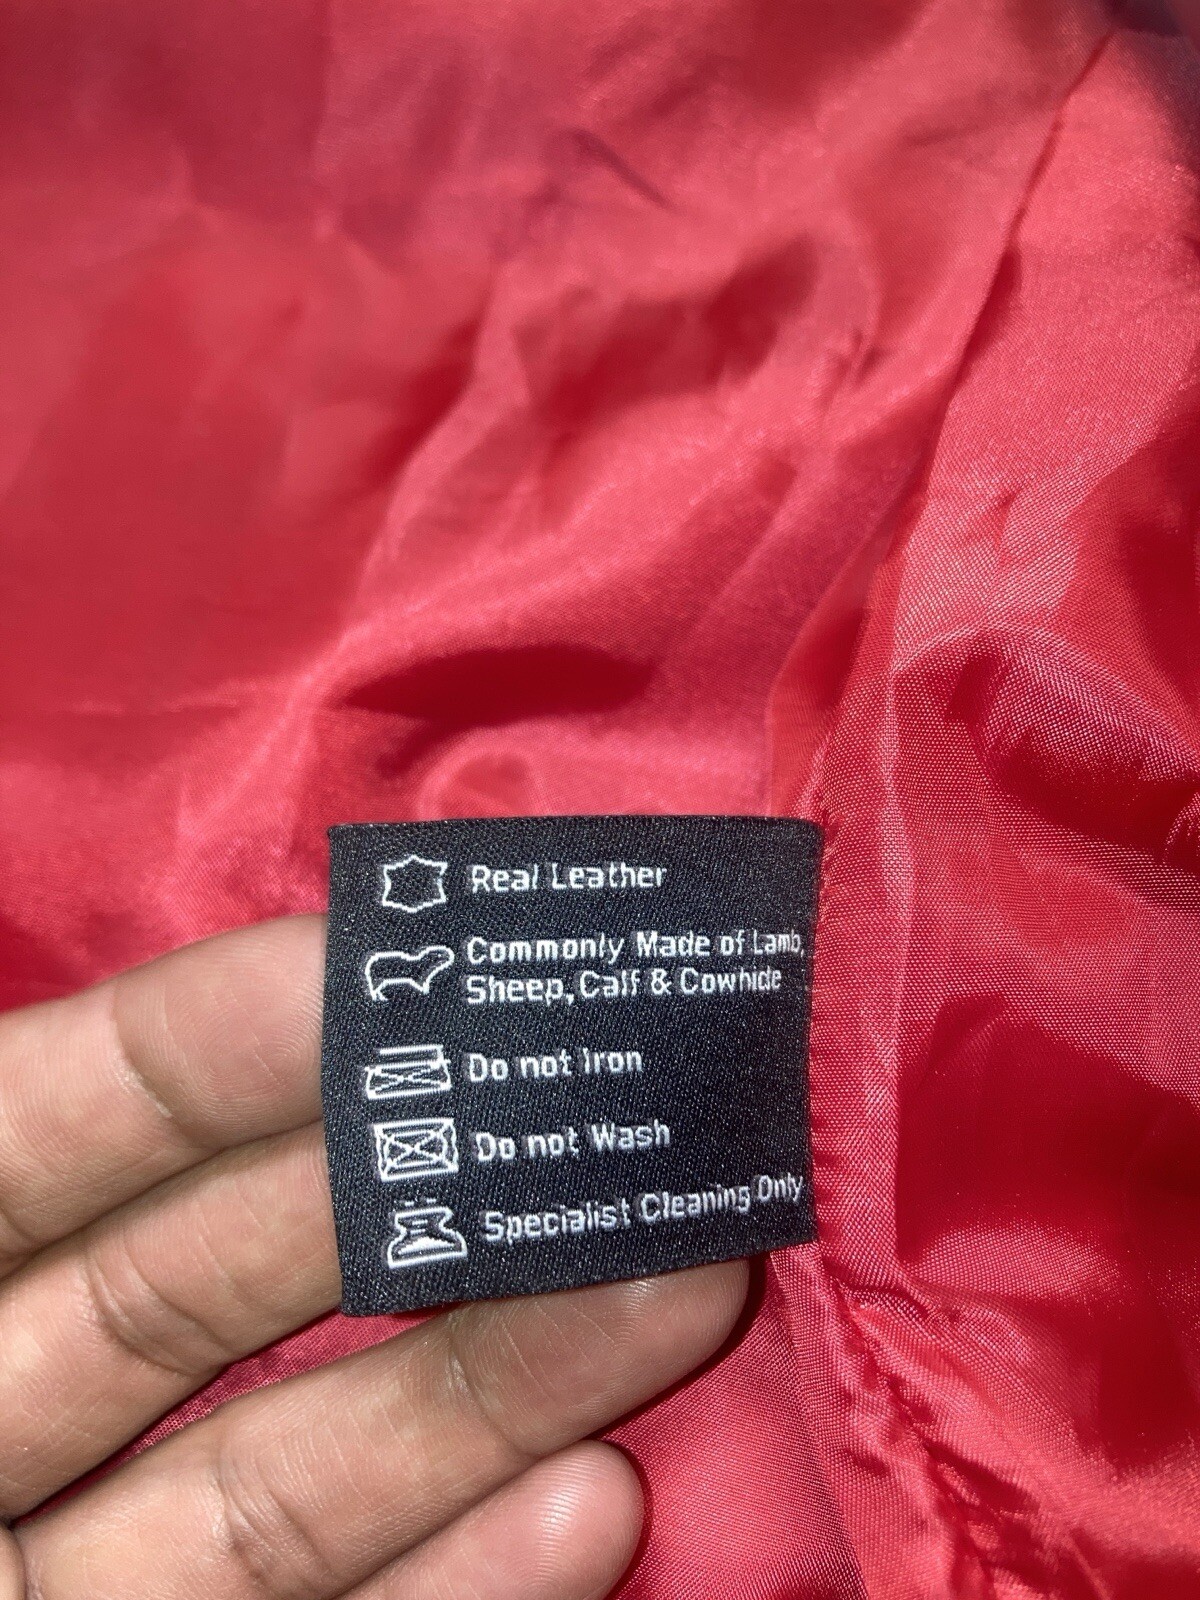 Real Leather
Commonly Made of Lamb,
Sheep, Calf & Cowhide
Do not Iron
Do not Wash
Specialist Cleaning Only